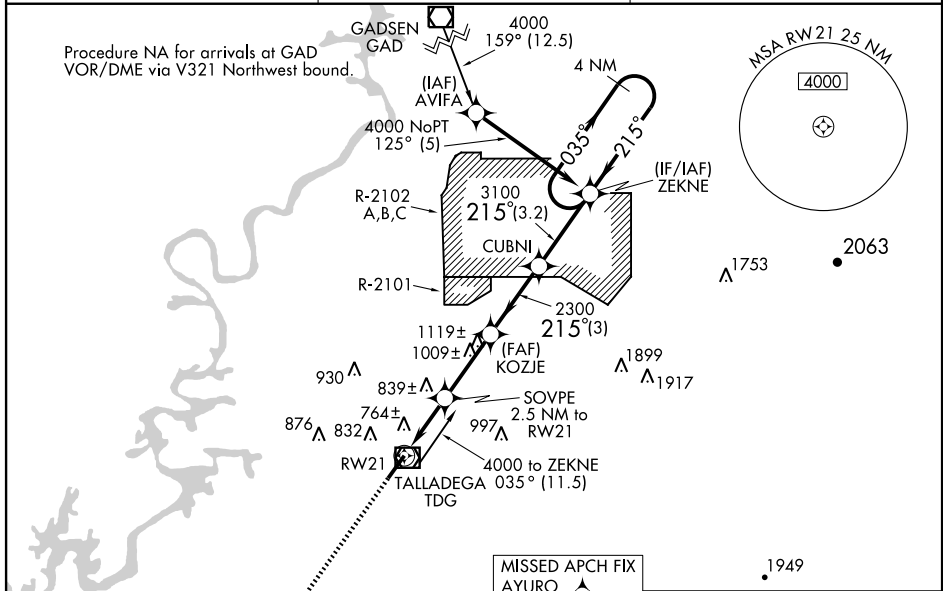 Procedure NA for arrivals at GAD
VOR/DME via V321 Northwest bound.
GADSEN
GAD
4000
159° (12.5)
(IAF)
AVIFA
4000 NoPT
125° (5)
4 NM
035°
215°
MSA RW21 25 NM
4000
(IF/IAF)
ZEKNE
R-2102
A,B,C
3100
215° (3.2)
CUBNI
R-2101
2300
215° (3)
1753
2063
1119±
1009±
(FAF)
KOZJE
930
1899
1917
839±
SOVPE
2.5 NM to
RW21
876
832
764±
997
RW21
TALLADEGA
TDG
4000 to ZEKNE
035° (11.5)
MISSED APCH FIX
AYURO
1949